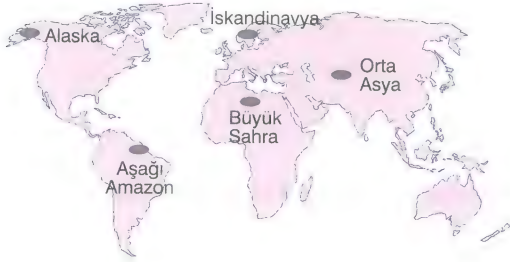 İskandinavya
Alaska
Orta
Asya
Büyük
Sahra
Aşağı
Amazon